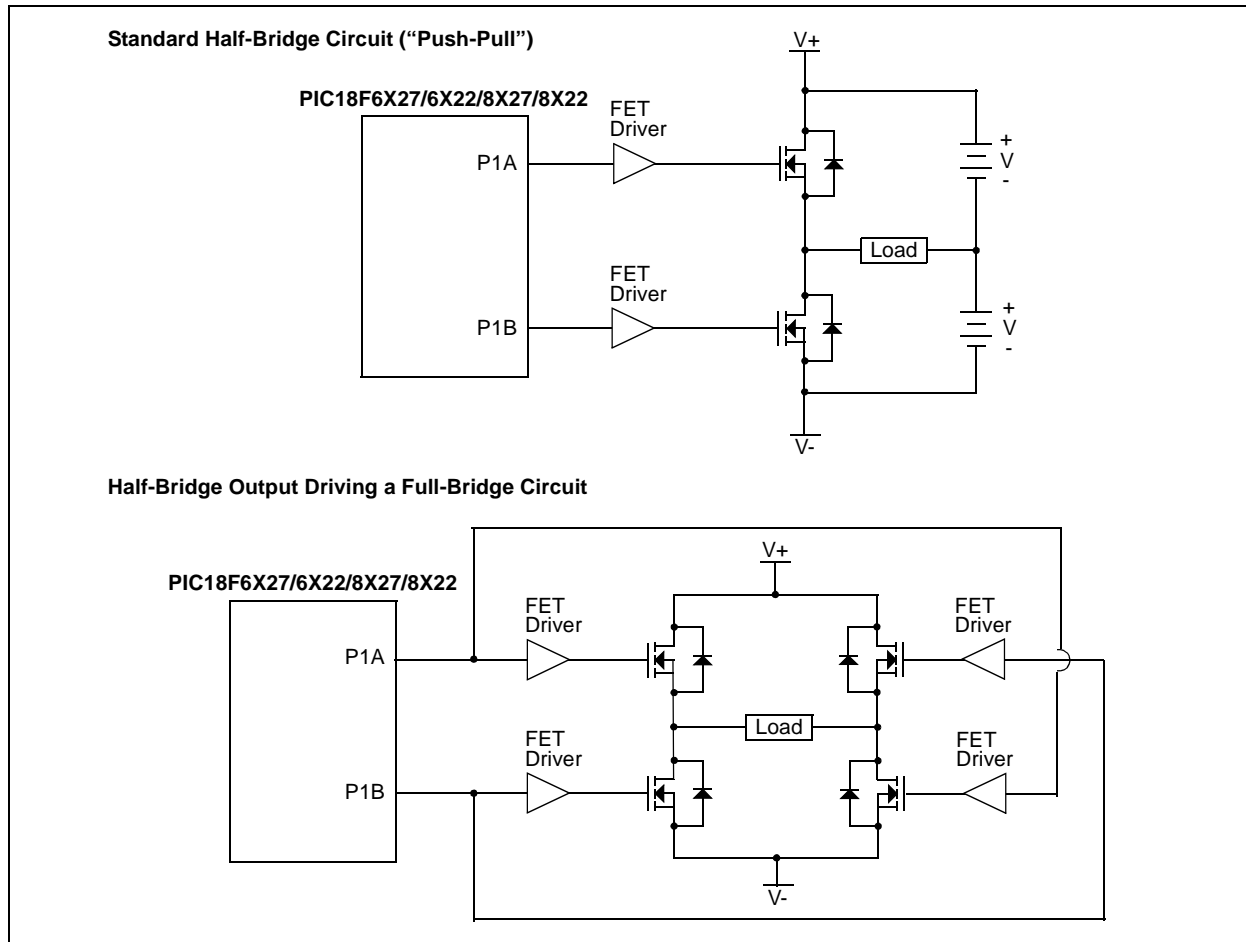 Standard Half-Bridge Circuit (“Push-Pull”)
V+
PIC18F6X27/6X22/8X27/8X22
FET
Driver
P1A
+
V
-
Load
FET
Driver
P1B
+
V
-
V-
Half-Bridge Output Driving a Full-Bridge Circuit
V+
PIC18F6X27/6X22/8X27/8X22
FET
Driver
FET
Driver
P1A
Load
FET
Driver
FET
Driver
P1B
V-